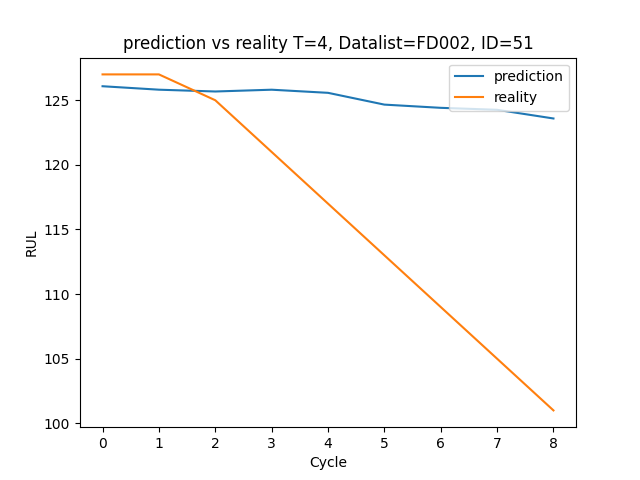 prediction vs reality T=4, Datalist=FD002, ID=51
prediction
reality
125
120
115
110
105
100
RUL
0 1 2 3 4 5 6 7 8
Cycle